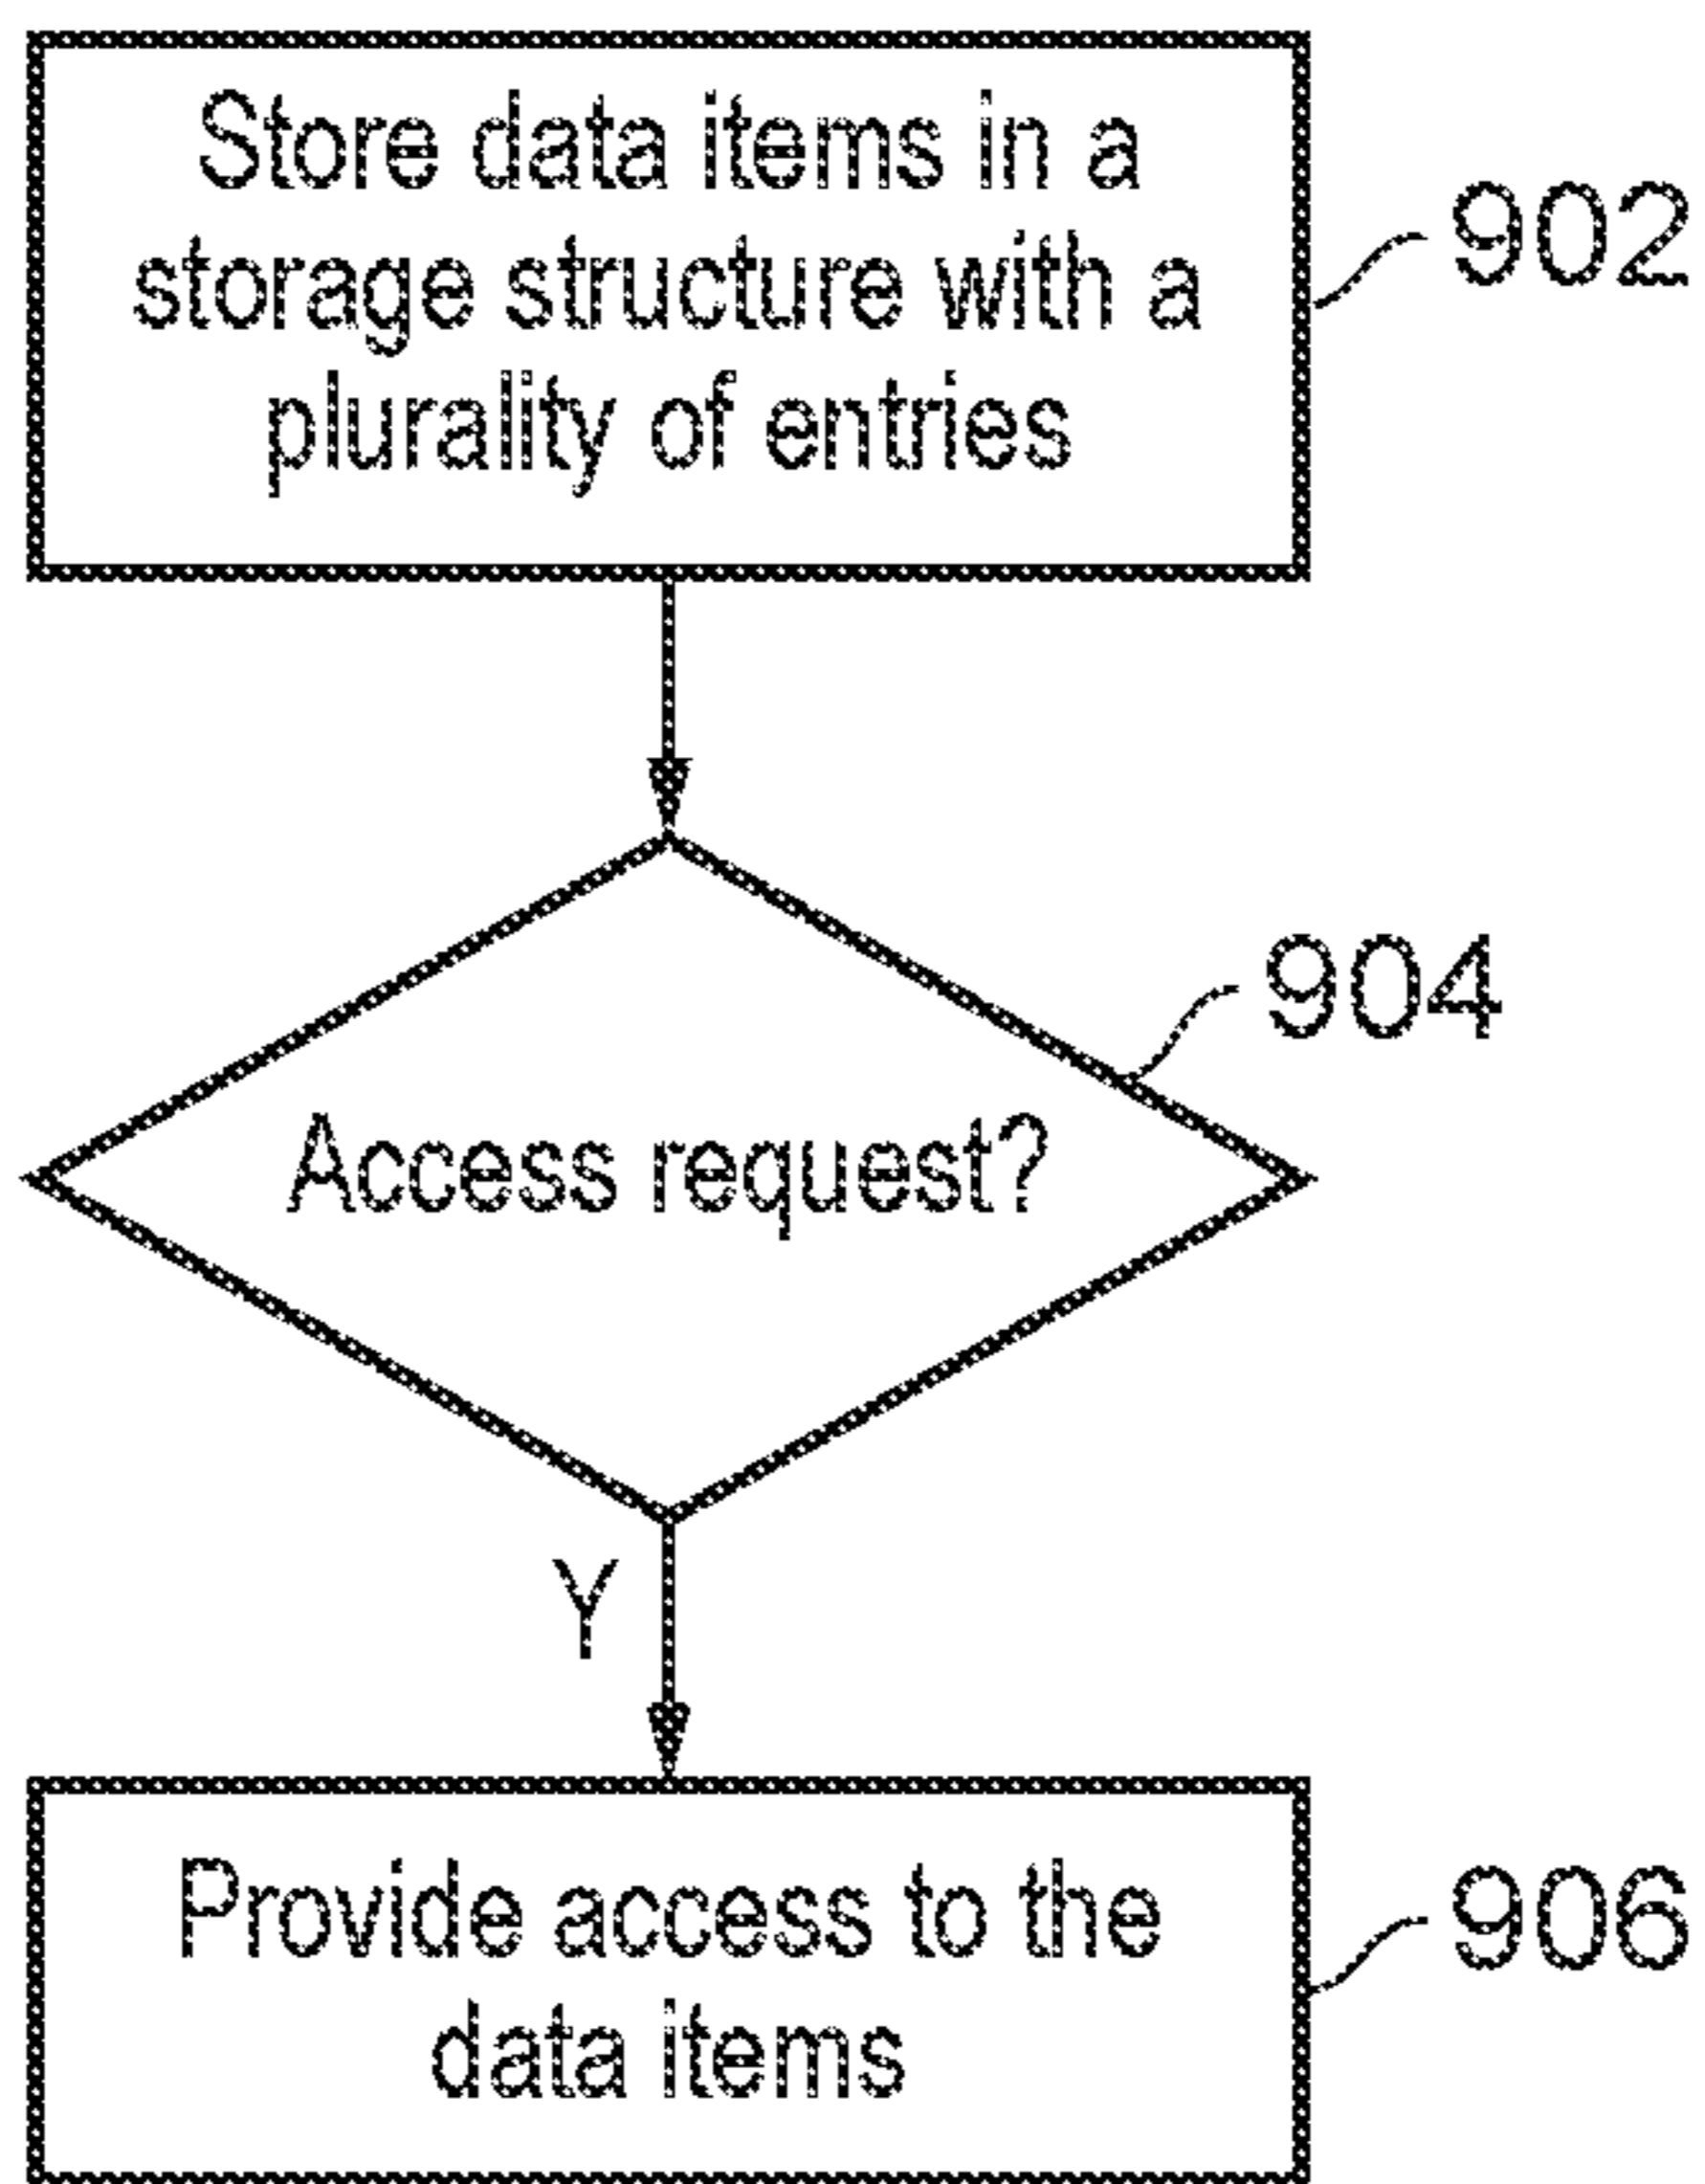 Store data items in a
storage structure with a
plurality of entries
902
904
Access request?
Y
Provide access to the
data items
906